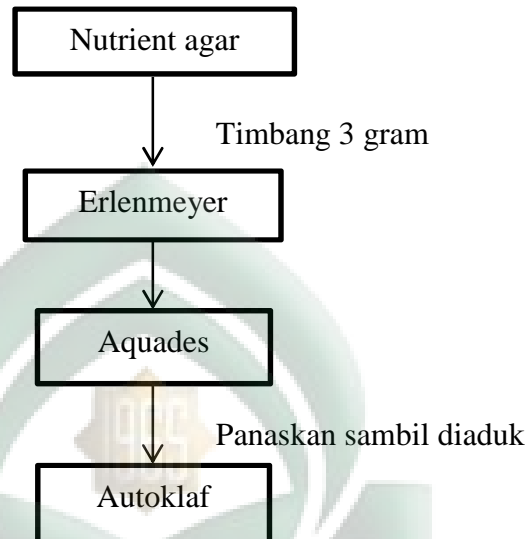 Nutrient agar
Timbang 3 gram
Erlenmeyer
Aquades
Panaskan sambil diaduk
Autoklaf